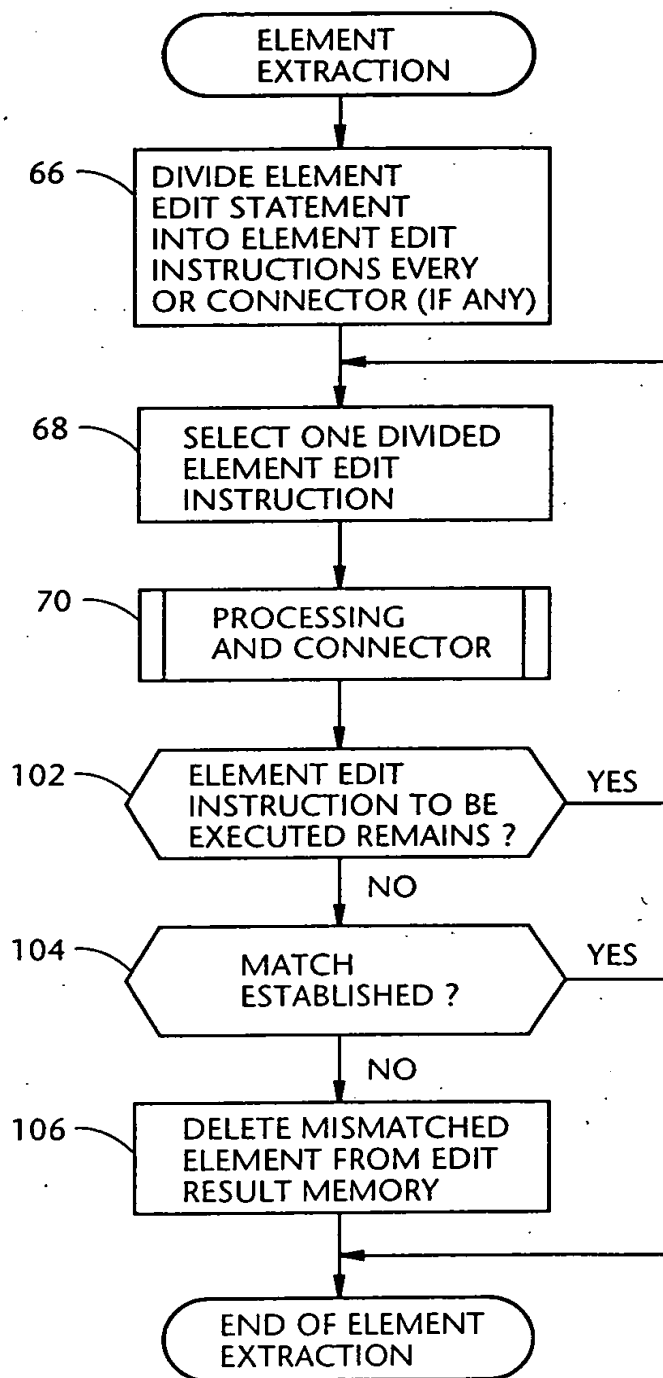 ELEMENT
EXTRACTION
66
DIVIDE ELEMENT
EDIT STATEMENT
INTO ELEMENT EDIT
INSTRUCTIONS EVERY
OR CONNECTOR (IF ANY)
68
SELECT ONE DIVIDED
ELEMENT EDIT
INSTRUCTION
70
PROCESSING
AND CONNECTOR
102
ELEMENT EDIT
INSTRUCTION TO BE
EXECUTED REMAINS ?
YES
NO
104
MATCH
ESTABLISHED ?
YES
NO
106
DELETE MISMATCHED
ELEMENT FROM EDIT
RESULT MEMORY
END OF ELEMENT
EXTRACTION